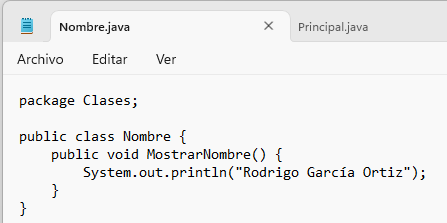 Nombre.java
Principal.java
Archivo Editar Ver
package Clases;
public class Nombre {
    public void MostrarNombre() {
        System.out.println("Rodrigo García Ortiz");
    }
}